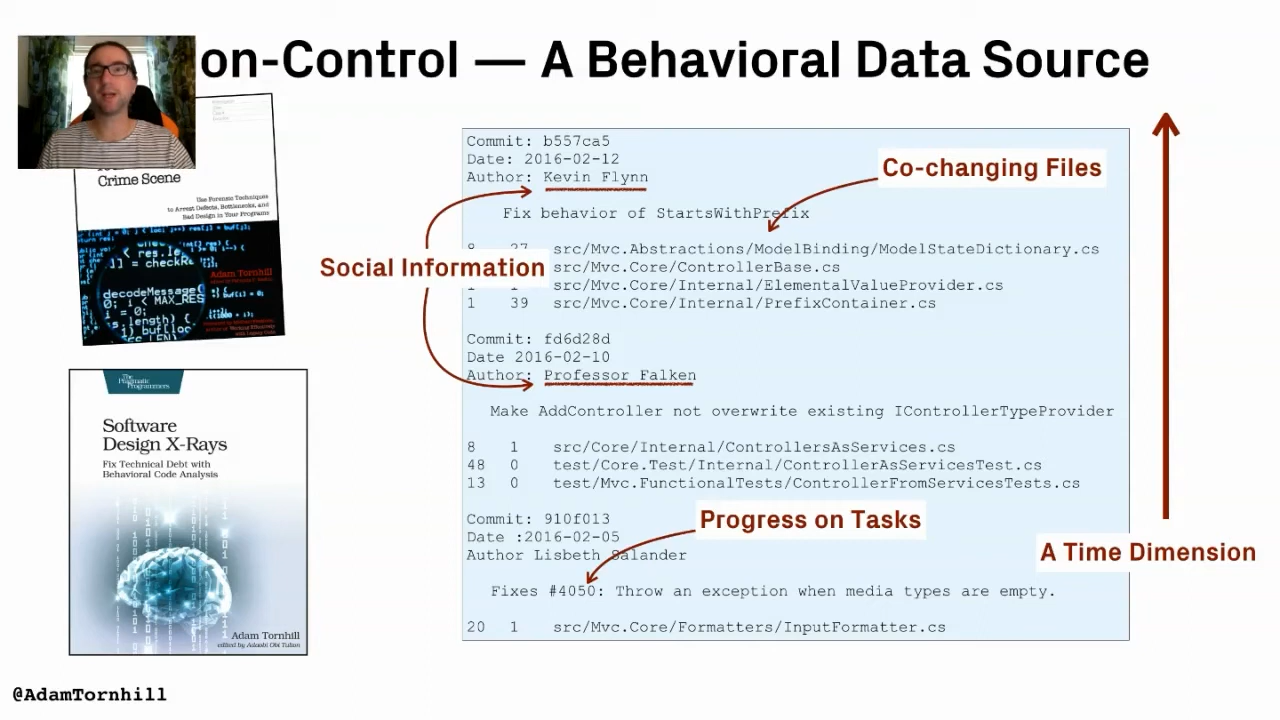 on-Control — A Behavioral Data Source
Crime Scene
Use Forensic Techniques
to Arrest Defects, Bottlenecks, and
Bad Design in Your Programs
Adam Tornhill
decodeMessage(
i < MAX_RES
The
Pragmatic
Programmers
Software
Design X-Rays
Fix Technical Debt with
Behavioral Code Analysis
Adam Tornhill
edited by Adaobi Obi Tulton
@AdamTornhill
Social Information
Commit: b557ca5
Date: 2016-02-12
Author: Kevin Flynn
Co-changing Files
Fix behavior of StartsWithPrefix
8 27 src/Mvc.Abstractions/ModelBinding/ModelStateDictionary.cs
src/Mvc.Core/ControllerBase.cs
src/Mvc.Core/Internal/ElementalValueProvider.cs
1 39 src/Mvc.Core/Internal/PrefixContainer.cs
Commit: fd6d28d
Date 2016-02-10
Author: Professor Falken
Make AddController not overwrite existing IControllerTypeProvider
8 1 src/Core/Internal/ControllersAsServices.cs
48 0 test/Core.Test/Internal/ControllerAsServicesTest.cs
13 0 test/Mvc.FunctionalTests/ControllerFromServicesTests.cs
Commit: 910f013
Progress on Tasks
Date :2016-02-05
Author Lisbeth Salander
Fixes #4050: Throw an exception when media types are empty.
20 1 src/Mvc.Core/Formatters/InputFormatter.cs
A Time Dimension